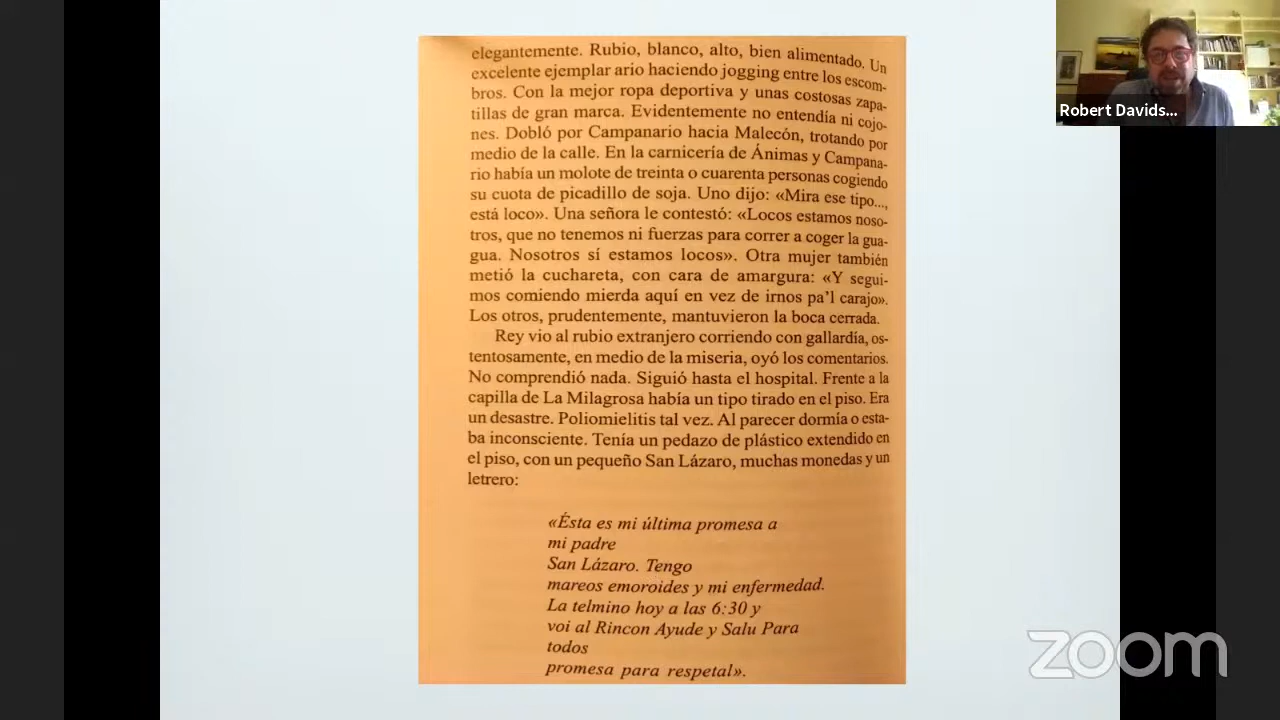 elegantemente. Rubio, blanco, alto, bien alimentado. Un
excelente ejemplar ario haciendo jogging entre los escom-
bros. Con la mejor ropa deportiva y unas costosas zapa-
tillas de gran marca. Evidentemente no entendía ni cojo-
nes. Dobló por Campanario hacia Malecón, trotando por
medio de la calle. En la carnicería de Ánimas y Campana-
rio había un molote de treinta o cuarenta personas cogiendo
su cuota de picadillo de soja. Uno dijo: «Mira ese tipo...,
está loco». Una señora le contestó: «Locos estamos noso-
tros, que no tenemos ni fuerzas para correr a coger la gua-
gua. Nosotros sí estamos locos». Otra mujer también
metió la cuchareta, con cara de amargura: «Y segui-
mos comiendo mierda aquí en vez de irnos pa'l carajo».
Los otros, prudentemente, mantuvieron la boca cerrada.
Rey vio al rubio extranjero corriendo con gallardía, os-
tentosamente, en medio de la miseria, oyó los comentarios.
No comprendió nada. Siguió hasta el hospital. Frente a la
capilla de La Milagrosa había un tipo tirado en el piso. Era
un desastre. Poliomielitis tal vez. Al parecer dormía o esta-
ba inconsciente. Tenía un pedazo de plástico extendido en
el piso, con un pequeño San Lázaro, muchas monedas y un
letrero:
«Ésta es mi última promesa a
mi padre
San Lázaro. Tengo
mareos emoroides y mi enfermedad.
La telmino hoy a las 6:30 y
voi al Rincon Ayude y Salu Para
todos
promesa para respetal».
Robert Davids...
zoom